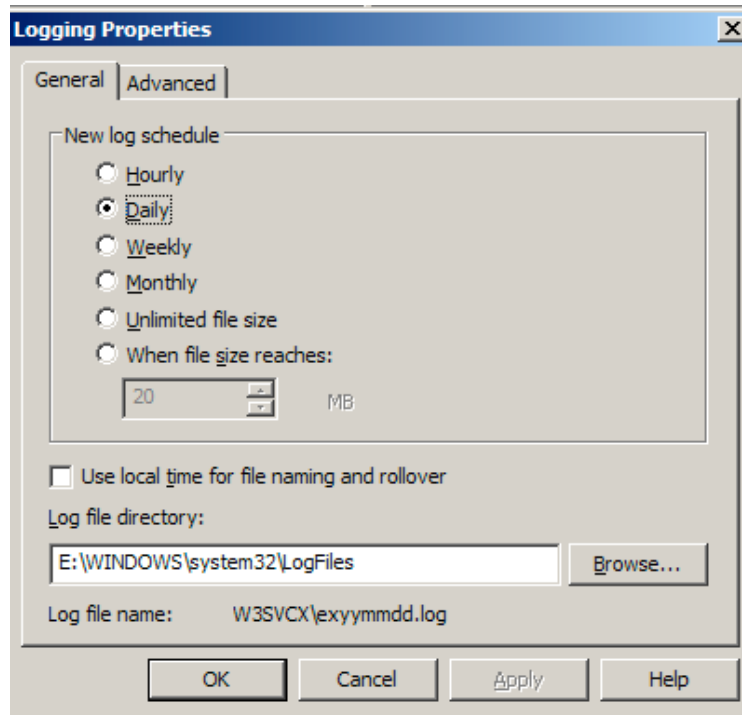 Logging Properties
General Advanced
New log schedule
Hourly
Daily
Weekly
Monthly
Unlimited file size
When file size reaches:
20 MB
Use local time for file naming and rollover
Log file directory:
E:\WINDOWS\system32\LogFiles Browse...
Log file name: W3SVCX\exyymmdd.log
OK Cancel Apply Help